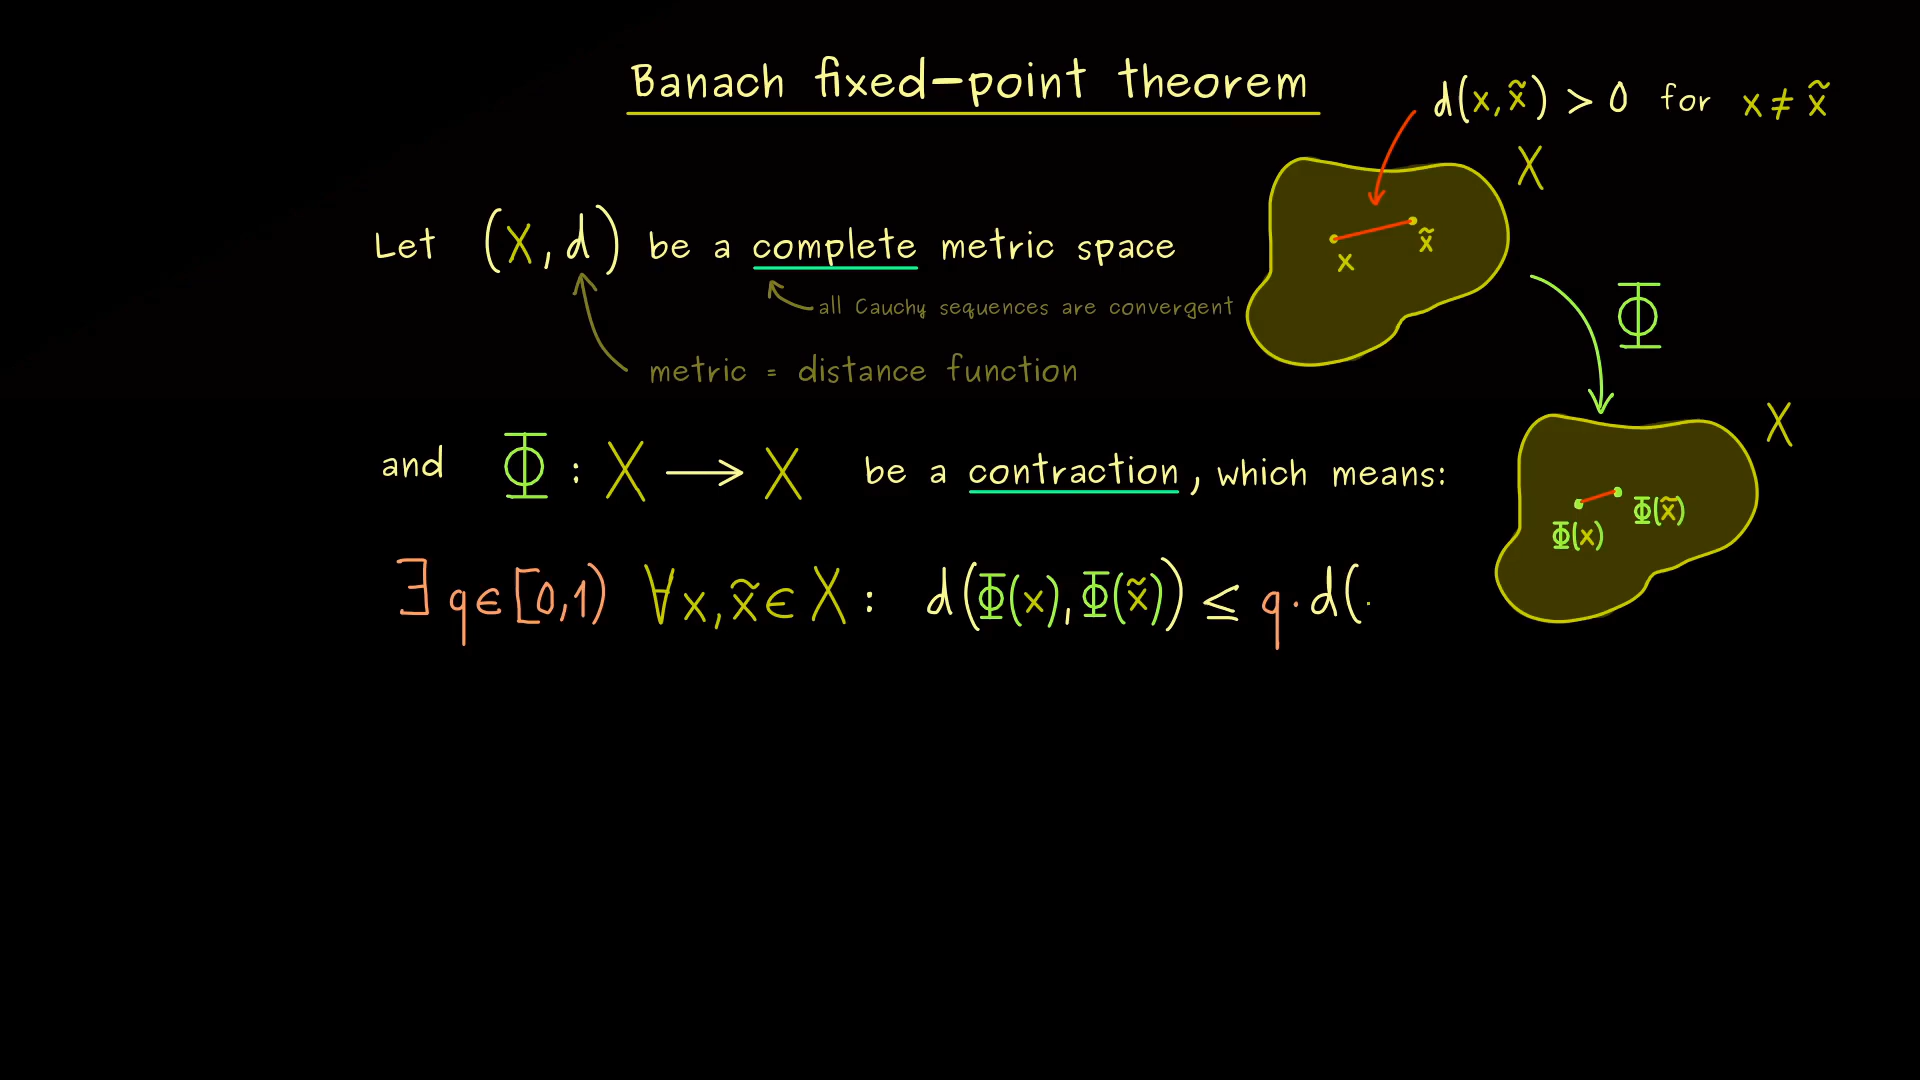 Banach fixed-point theorem
d(x, x̃) > 0 for x ≠ x̃
X
x
x̃
Let (X, d) be a complete metric space
all Cauchy sequences are convergent
metric = distance function
Φ
X
and Φ : X → X be a contraction, which means:
Φ(x)
Φ(x̃)
∃ q ∈ [0,1) ∀x, x̃ ∈ X : d(Φ(x), Φ(x̃)) ≤ q · d(